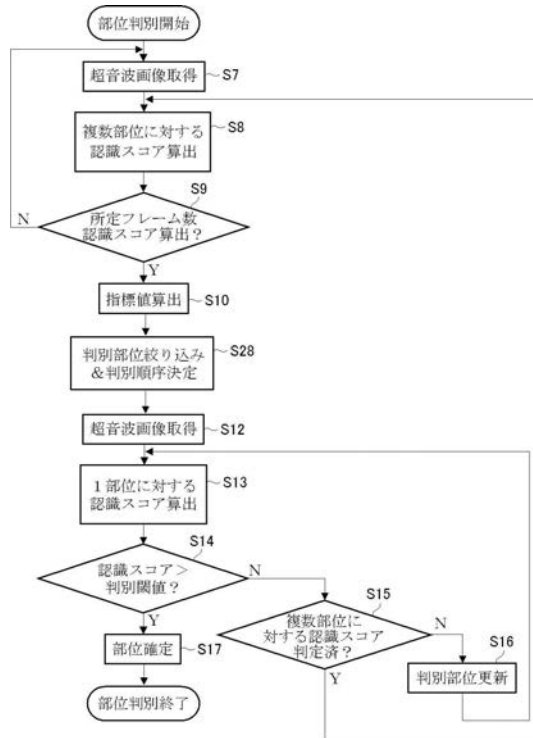 部位判別開始
超音波画像取得
S7
複数部位に対する
認識スコア算出
S8
S9
所定フレーム数
認識スコア算出?
N
Y
指標値算出
S10
判別部位絞り込み
&判別順序決定
S28
超音波画像取得
S12
1部位に対する
認識スコア算出
S13
S14
認識スコア>
判別閾値?
N
Y
S15
複数部位に
対する認識スコア
判定済?
N
Y
S16
判別部位更新
部位確定
S17
部位判別終了